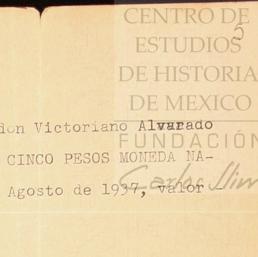 CENTRO DE
ESTUDIOS
DE HISTORIA
DE MEXICO
FUNDACIÓN
Carlos Slim
5
don Victoriano Alvarado
CINCO PESOS MONEDA NA-
Agosto de 1937, valor